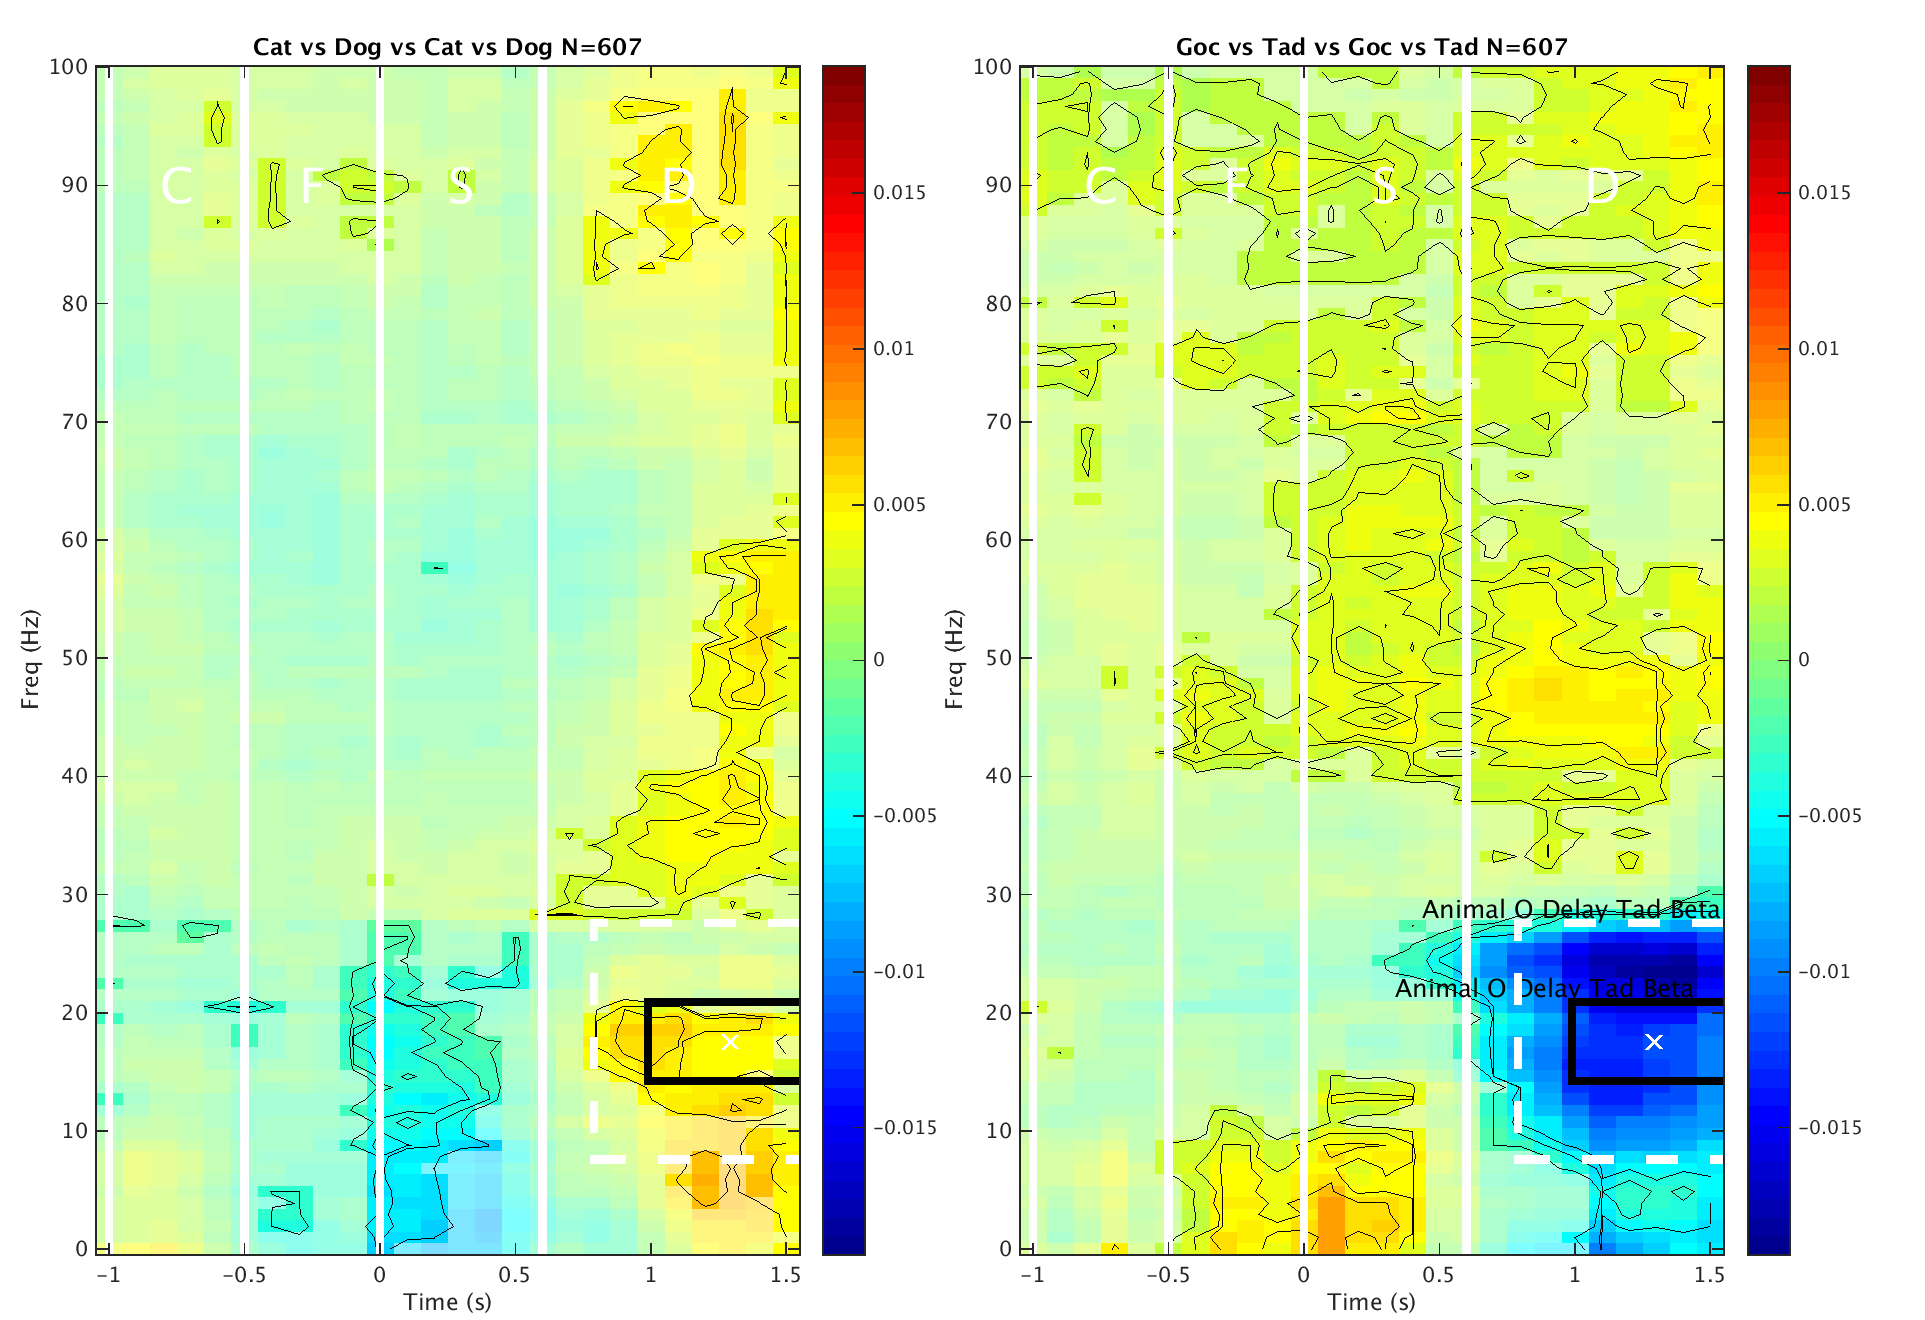 Cat vs Dog vs Cat vs Dog N=607
100
90
80
70
60
50
40
30
20
10
0
Freq (Hz)
C F S D
-1 -0.5 0 0.5 1 1.5
Time (s)
0.015
0.01
0.005
0
-0.005
-0.01
-0.015
Goc vs Tad vs Goc vs Tad N=607
100
90
80
70
60
50
40
30
20
10
0
Freq (Hz)
C F S D
Animal O Delay Tad Beta
Animal O Delay Tad Beta
x
x
-1 -0.5 0 0.5 1 1.5
Time (s)
0.015
0.01
0.005
0
-0.005
-0.01
-0.015